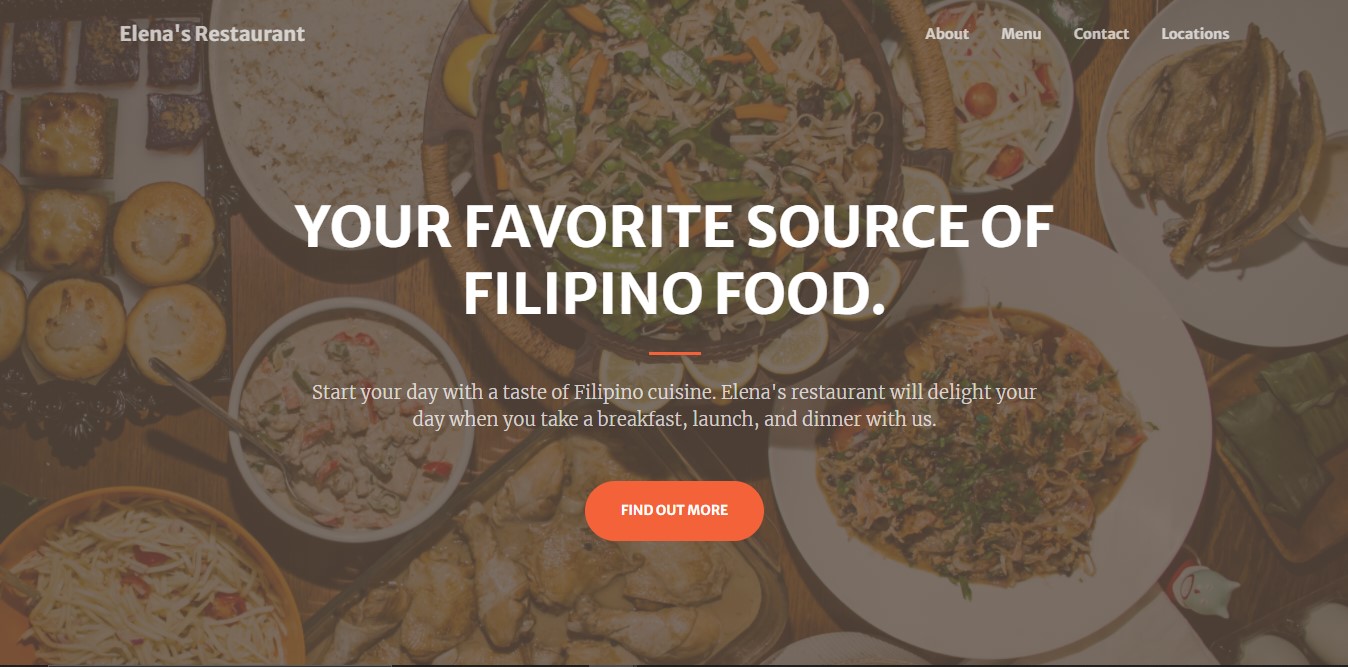 Elena's Restaurant
About Menu Contact Locations
YOUR FAVORITE SOURCE OF
FILIPINO FOOD.
Start your day with a taste of Filipino cuisine. Elena's restaurant will delight your
day when you take a breakfast, launch, and dinner with us.
FIND OUT MORE